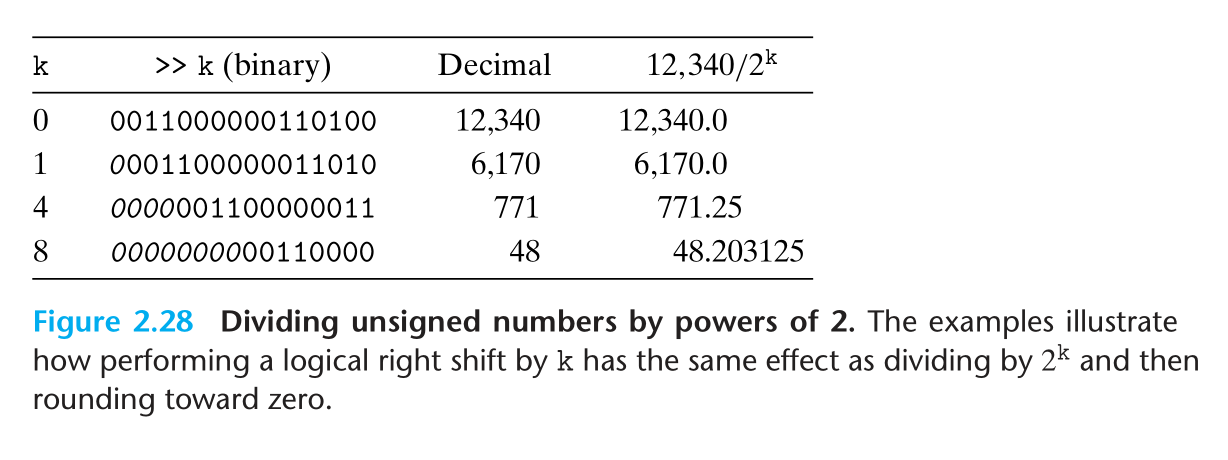 k >> k (binary) Decimal 12,340/2^k
0 0011000000110100 12,340 12,340.0
1 0001100000011010 6,170 6,170.0
4 0000001100000011 771 771.25
8 0000000000110000 48 48.203125
Figure 2.28 Dividing unsigned numbers by powers of 2. The examples illustrate
how performing a logical right shift by k has the same effect as dividing by 2^k and then
rounding toward zero.